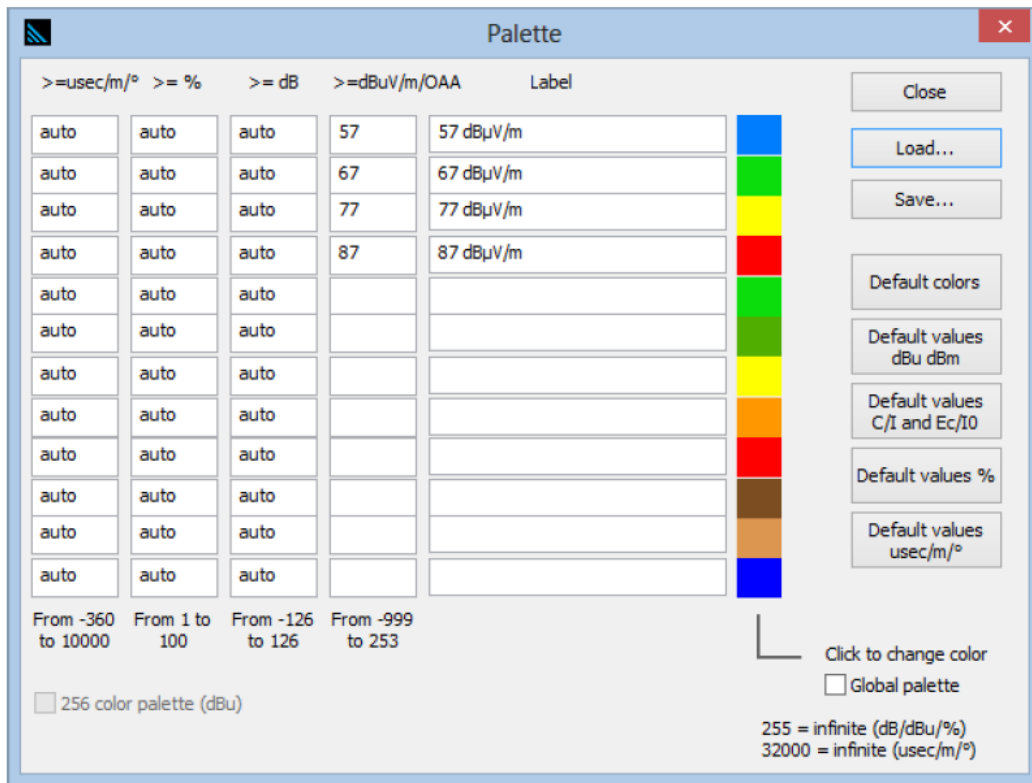 Palette
>=usec/m/° >= % >= dB >=dBuV/m/OAA Label
Close
auto auto auto 57 57 dBµV/m
Load...
auto auto auto 67 67 dBµV/m
Save...
auto auto auto 77 77 dBµV/m
auto auto auto 87 87 dBµV/m
Default colors
auto auto auto
auto auto auto
Default values
dBu dBm
auto auto auto
auto auto auto
Default values
C/I and Ec/I0
auto auto auto
Default values %
auto auto auto
auto auto auto
Default values
usec/m/°
auto auto auto
From -360 From 1 to From -126 From -999
to 10000 100 to 126 to 253
Click to change color
Global palette
256 color palette (dBu)
255 = infinite (dB/dBu/%)
32000 = infinite (usec/m/°)